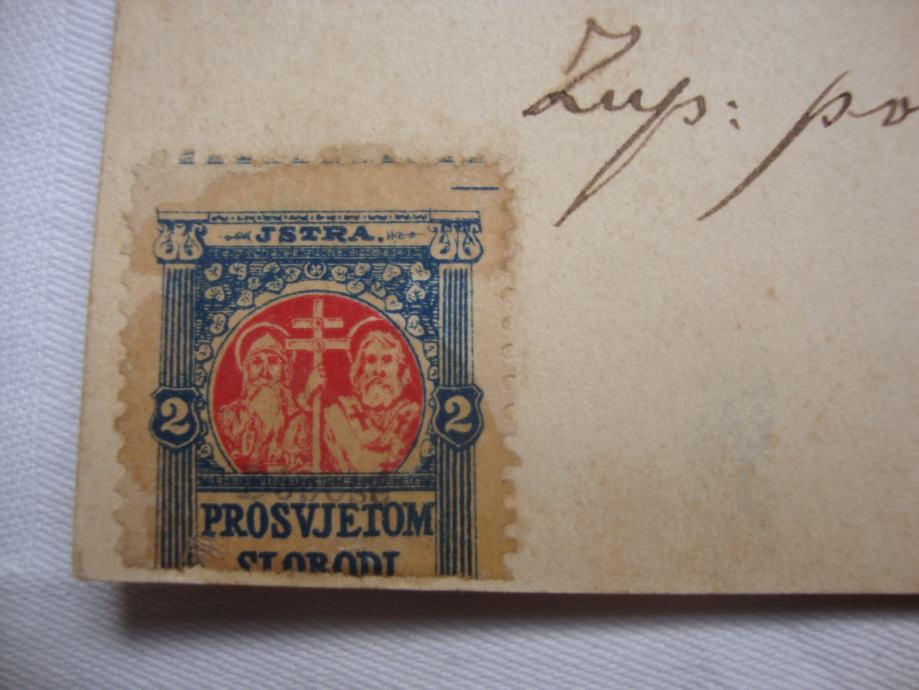 Žup: po
JSTRA.
2 2
PROSVJETOM
SLOBODI